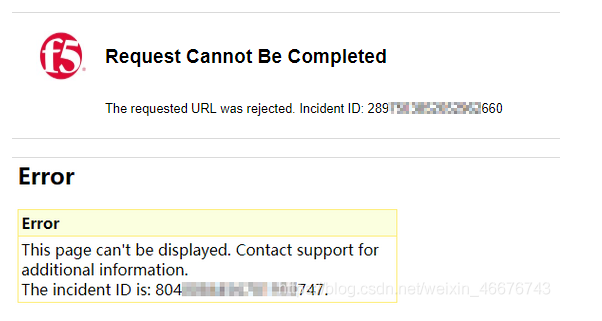 f5
Request Cannot Be Completed
The requested URL was rejected. Incident ID: 289 660
Error
Error
This page can't be displayed. Contact support for
additional information.
The incident ID is: 804 747.
blog.csdn.net/weixin_46676743